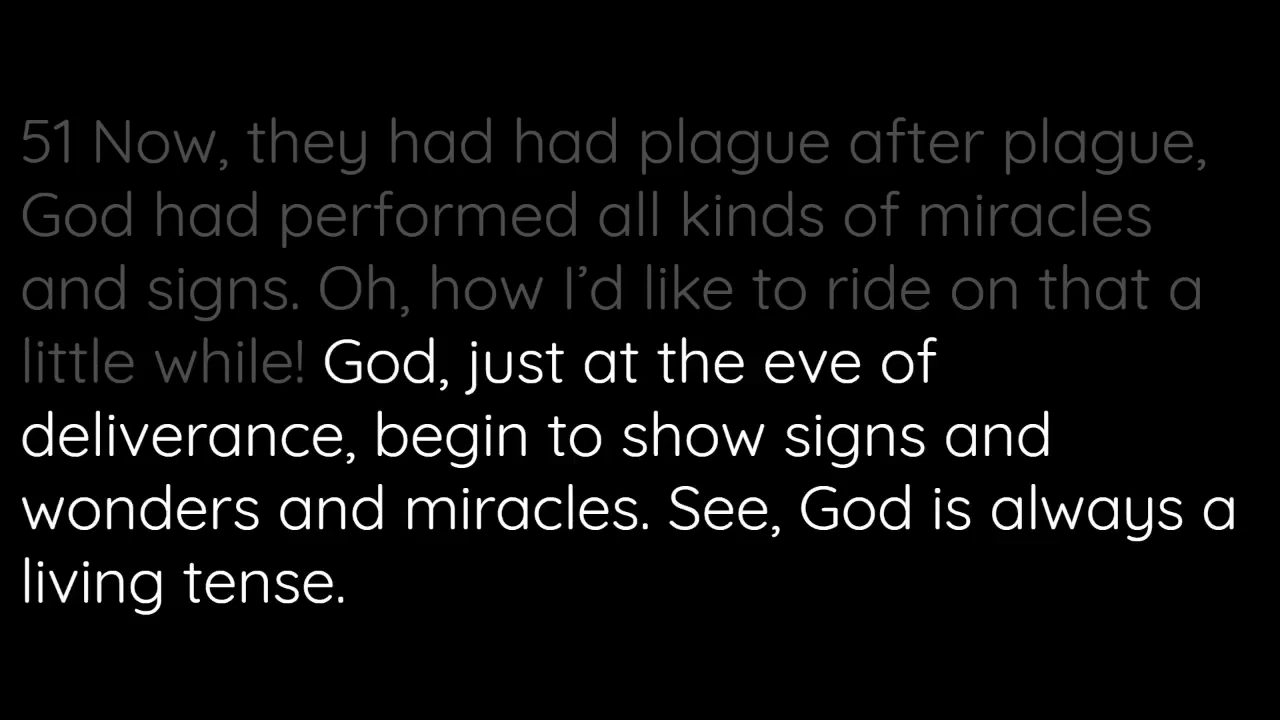 51 Now, they had had plague after plague,
God had performed all kinds of miracles
and signs. Oh, how I’d like to ride on that a
little while! God, just at the eve of
deliverance, begin to show signs and
wonders and miracles. See, God is always a
living tense.